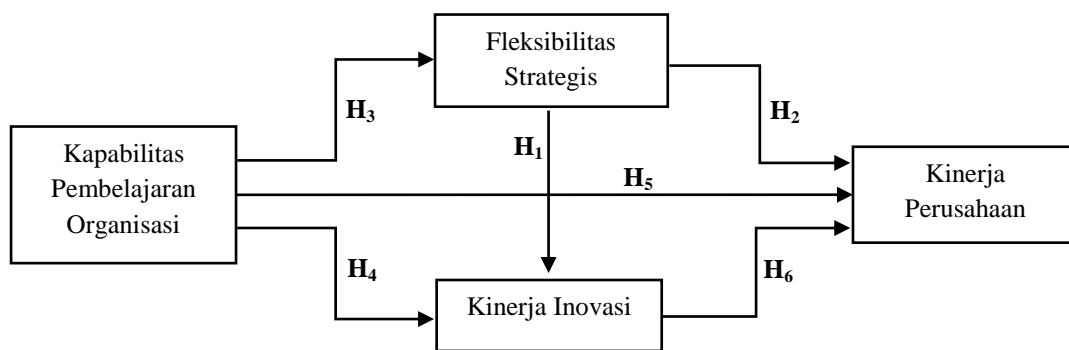 Fleksibilitas
Strategis
H3
H2
H1
Kapabilitas
Pembelajaran
Organisasi
H5
Kinerja
Perusahaan
H4
H6
Kinerja Inovasi